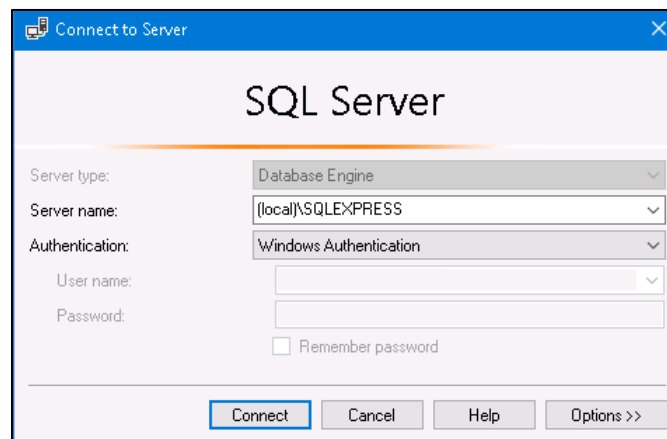 Connect to Server
SQL Server
Server type: Database Engine
Server name: (local)\SQLEXPRESS
Authentication: Windows Authentication
User name:
Password:
Remember password
Connect Cancel Help Options >>